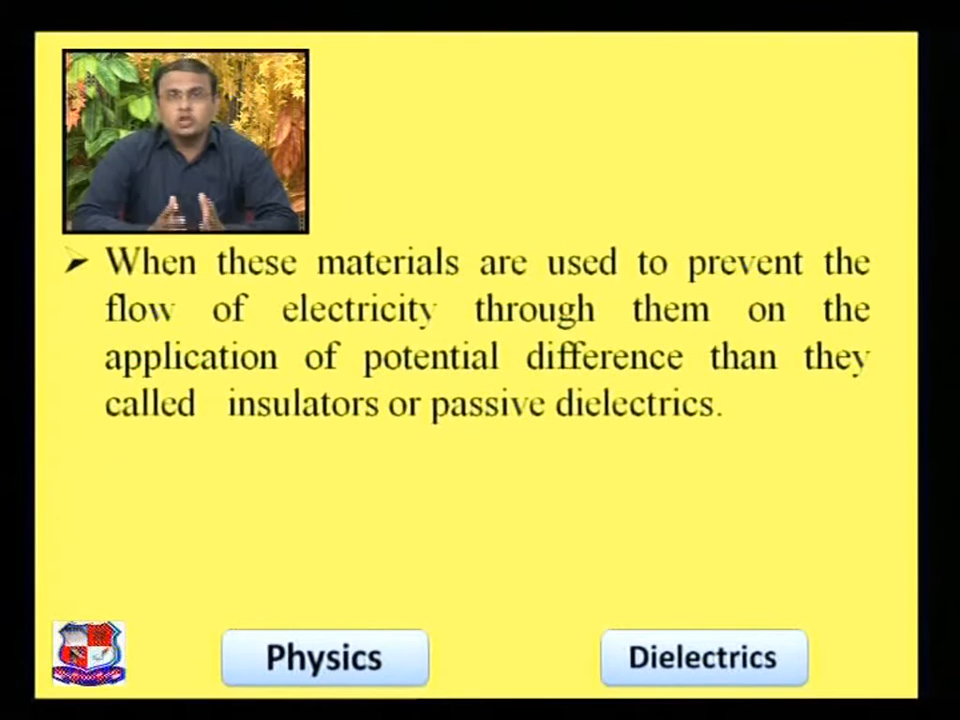 When these materials are used to prevent the
flow of electricity through them on the
application of potential difference than they
called insulators or passive dielectrics.
Physics
Dielectrics